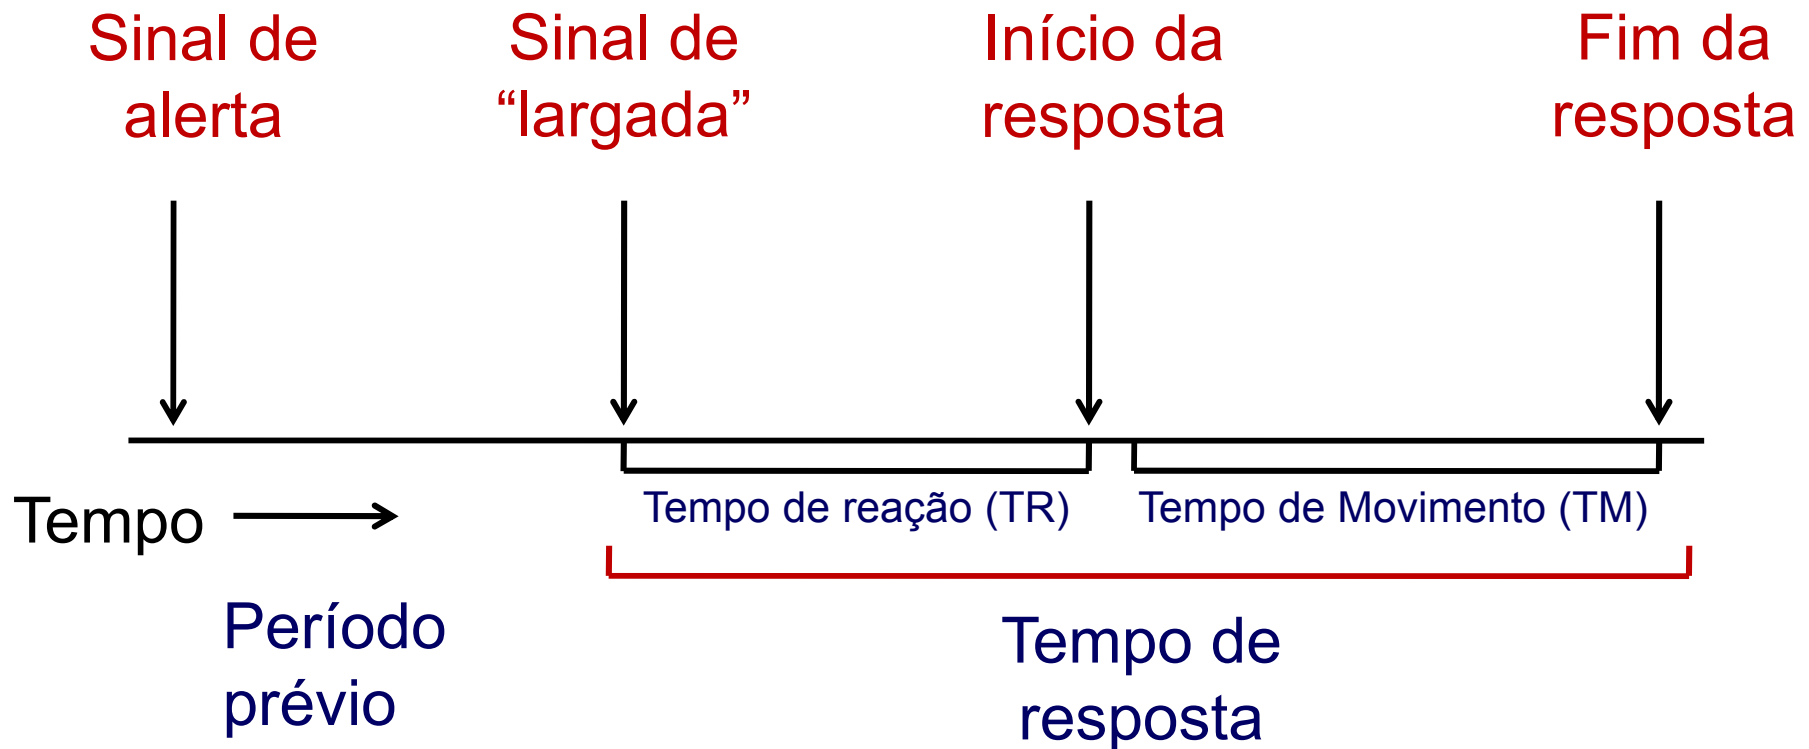 Sinal de
alerta
Sinal de
“largada”
Início da
resposta
Fim da
resposta
Tempo de reação (TR)
Tempo de Movimento (TM)
Tempo
Período
prévio
Tempo de
resposta